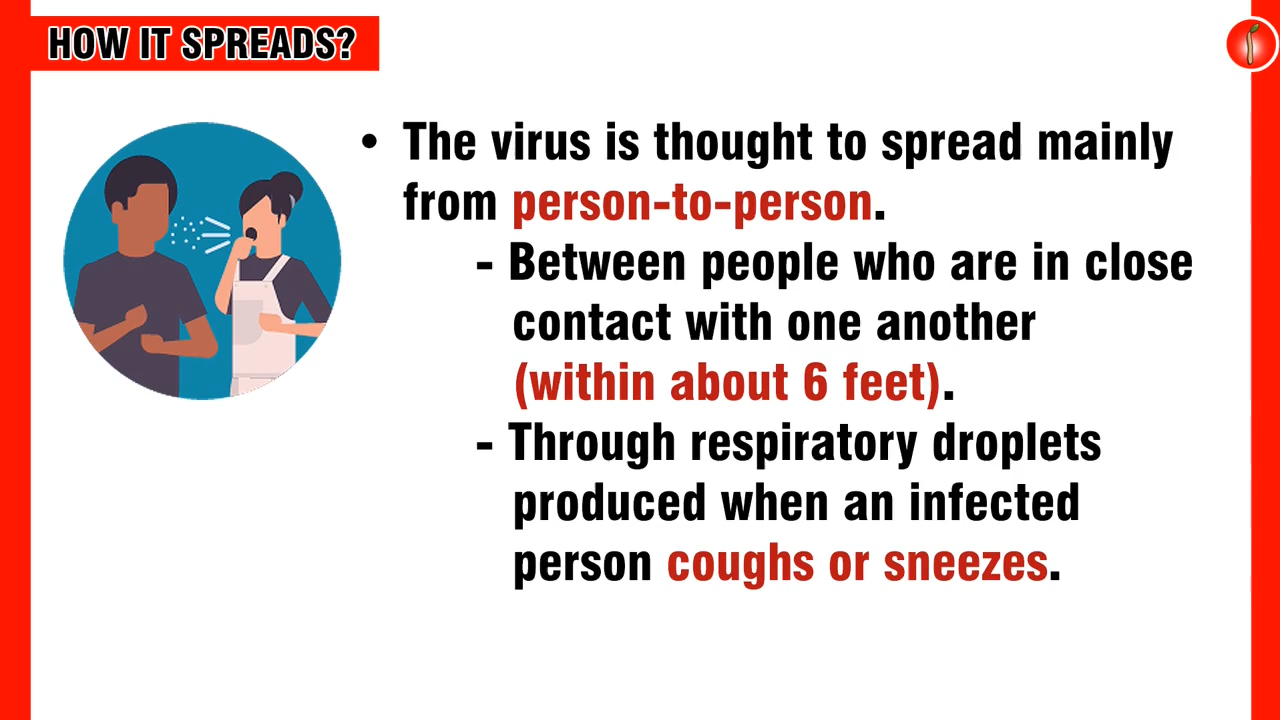 HOW IT SPREADS?
• The virus is thought to spread mainly
from person-to-person.
- Between people who are in close
contact with one another
(within about 6 feet).
- Through respiratory droplets
produced when an infected
person coughs or sneezes.